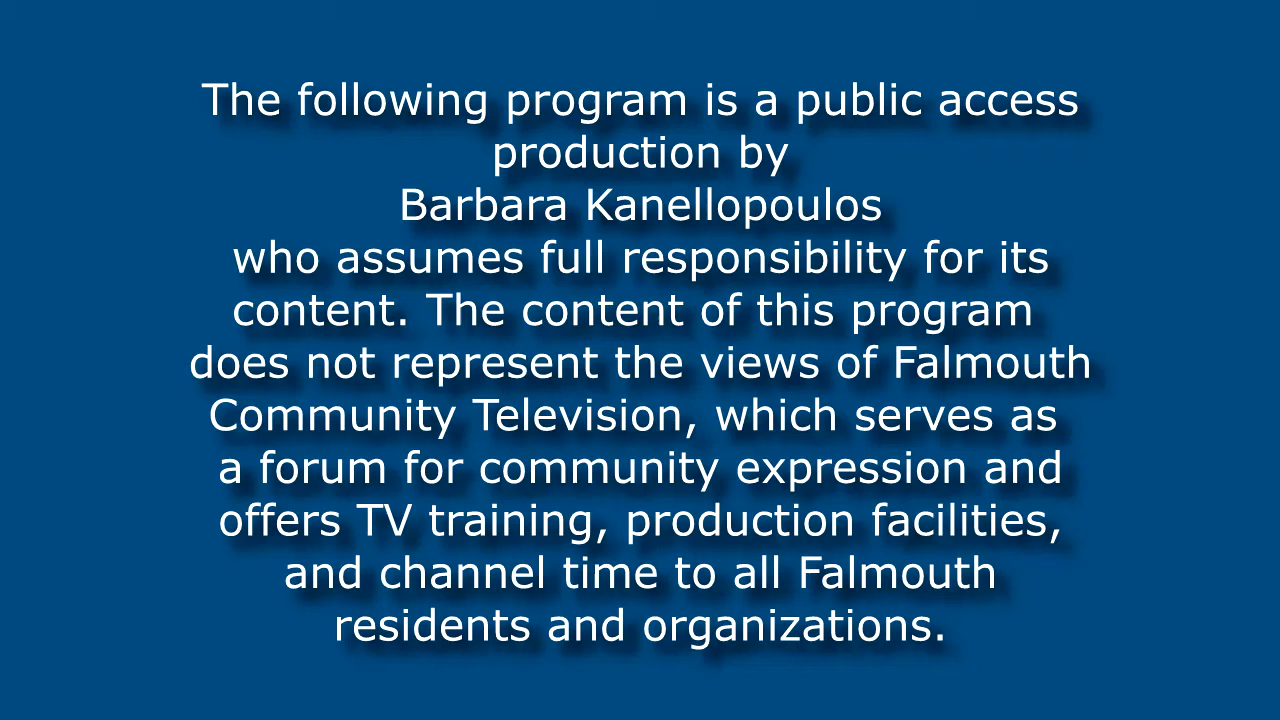 The following program is a public access
production by
Barbara Kanellopoulos
who assumes full responsibility for its
content. The content of this program
does not represent the views of Falmouth
Community Television, which serves as
a forum for community expression and
offers TV training, production facilities,
and channel time to all Falmouth
residents and organizations.